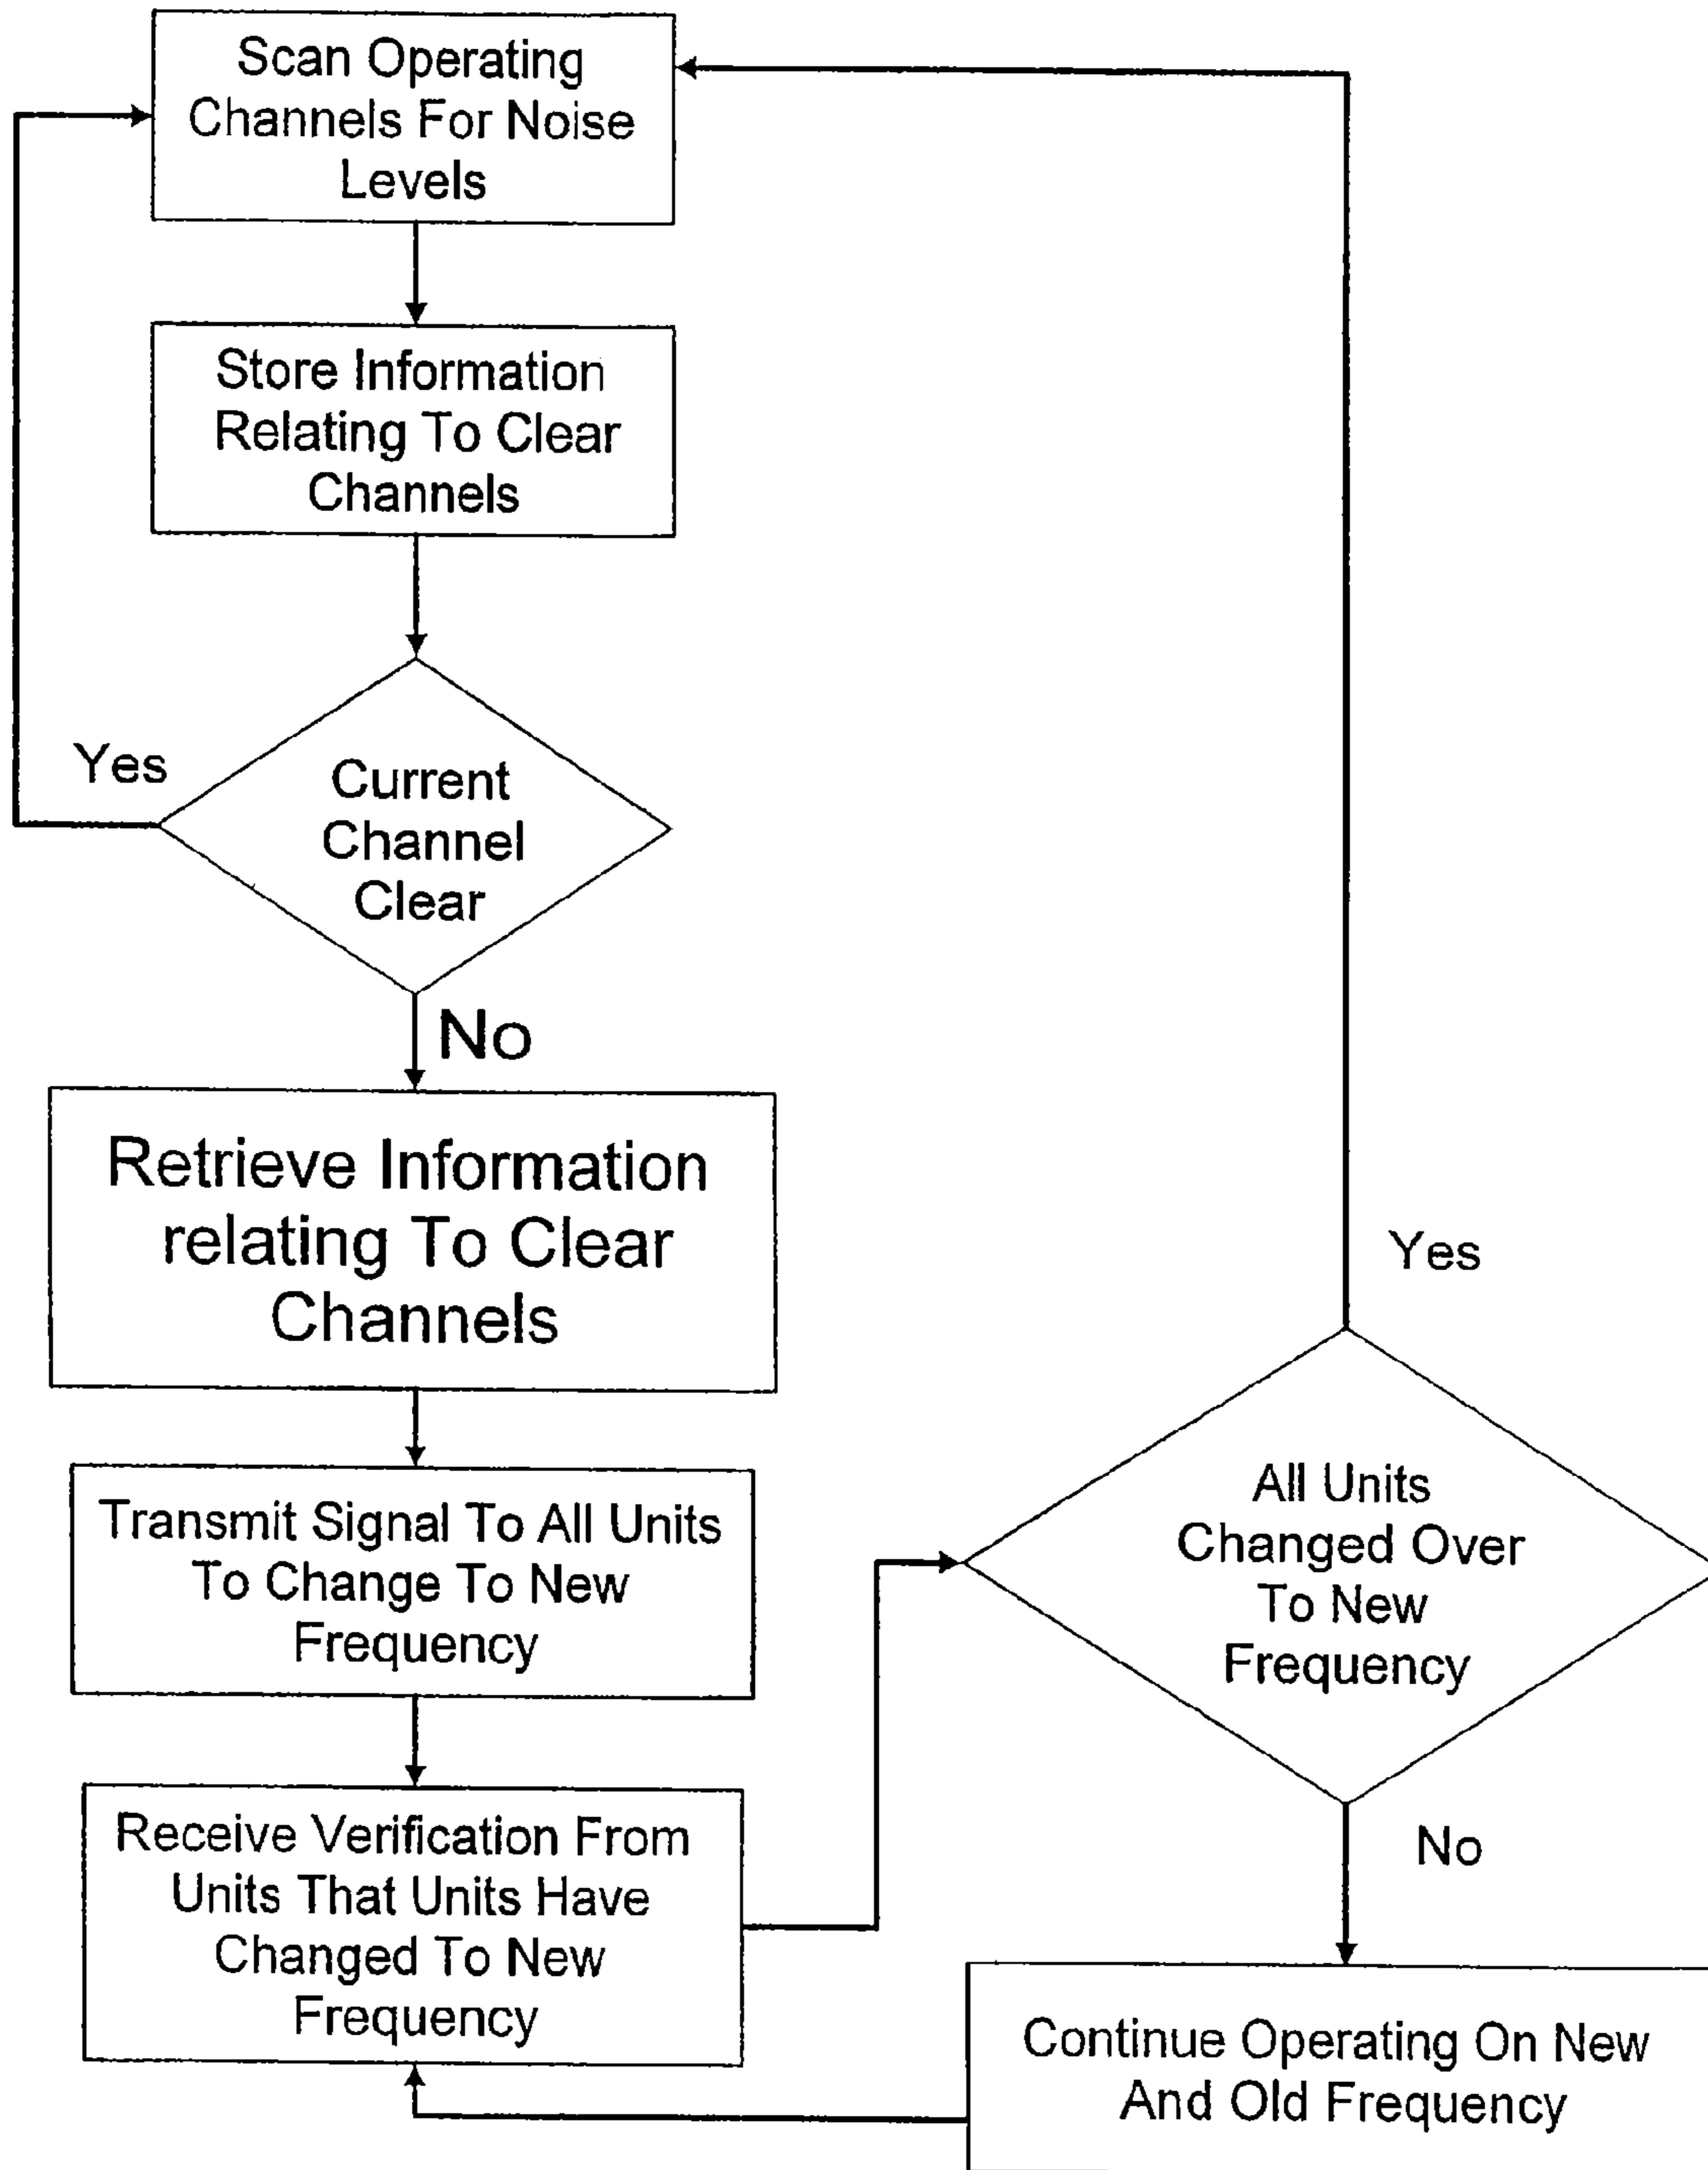 Scan Operating
Channels For Noise
Levels
Store Information
Relating To Clear
Channels
Yes
Current
Channel
Clear
No
Retrieve Information
relating To Clear
Channels
Transmit Signal To All Units
To Change To New
Frequency
Receive Verification From
Units That Units Have
Changed To New
Frequency
Yes
All Units
Changed Over
To New
Frequency
No
Continue Operating On New
And Old Frequency